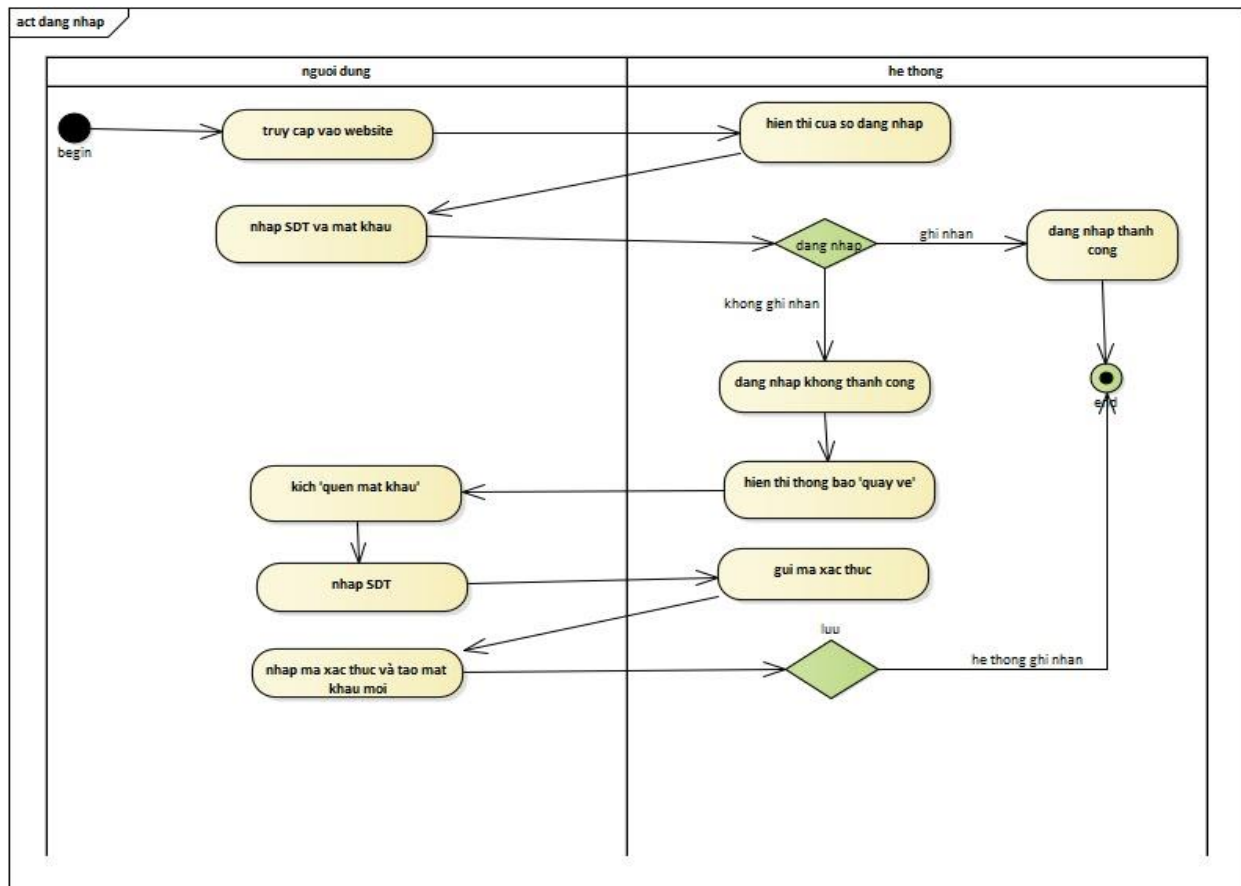 act dang nhap
nguoi dung
he thong
begin
truy cap vao website
hien thi cua so dang nhap
nhap SDT va mat khau
dang nhap
ghi nhan
dang nhap thanh
cong
khong ghi nhan
dang nhap khong thanh cong
end
kich 'quen mat khau'
hien thi thong bao 'quay ve'
nhap SDT
gui ma xac thuc
nhap ma xac thuc và tao mat
khau moi
luu
he thong ghi nhan